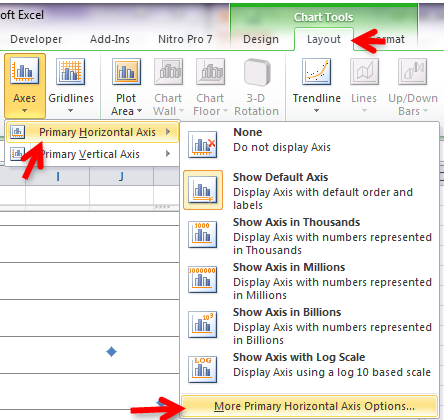 oft Excel
Chart Tools
Developer Add-Ins Nitro Pro 7 Design Layout
Axes Gridlines Plot Area Chart Wall Chart Floor 3-D Rotation Trendline Lines Up/Down Bars
Primary Horizontal Axis
Primary Vertical Axis
I J
None
Do not display Axis
Show Default Axis
Display Axis with default order and
labels
Show Axis in Thousands
Display Axis with numbers represented
in Thousands
Show Axis in Millions
Display Axis with numbers represented
in Millions
Show Axis in Billions
Display Axis with numbers represented
in Billions
Show Axis with Log Scale
Display Axis using a log 10 based scale
More Primary Horizontal Axis Options...